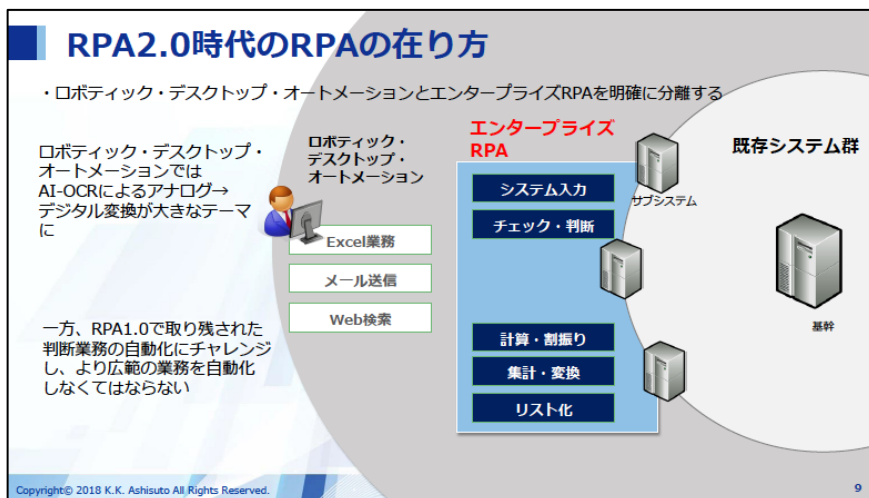 RPA2.0時代のRPAの在り方
・ロボティック・デスクトップ・オートメーションとエンタープライズRPAを明確に分離する
ロボティック・デスクトップ・
オートメーションでは
AI-OCRによるアナログ→
デジタル変換が大きなテーマ
に
一方、RPA1.0で取り残された
判断業務の自動化にチャレンジ
し、より広範の業務を自動化
しなくてはならない
ロボティック・
デスクトップ・
オートメーション
Excel業務
メール送信
Web検索
エンタープライズ
RPA
システム入力
チェック・判断
計算・割振り
集計・変換
リスト化
サブシステム
既存システム群
基幹
Copyright© 2018 K.K. Ashisuto All Rights Reserved.
9